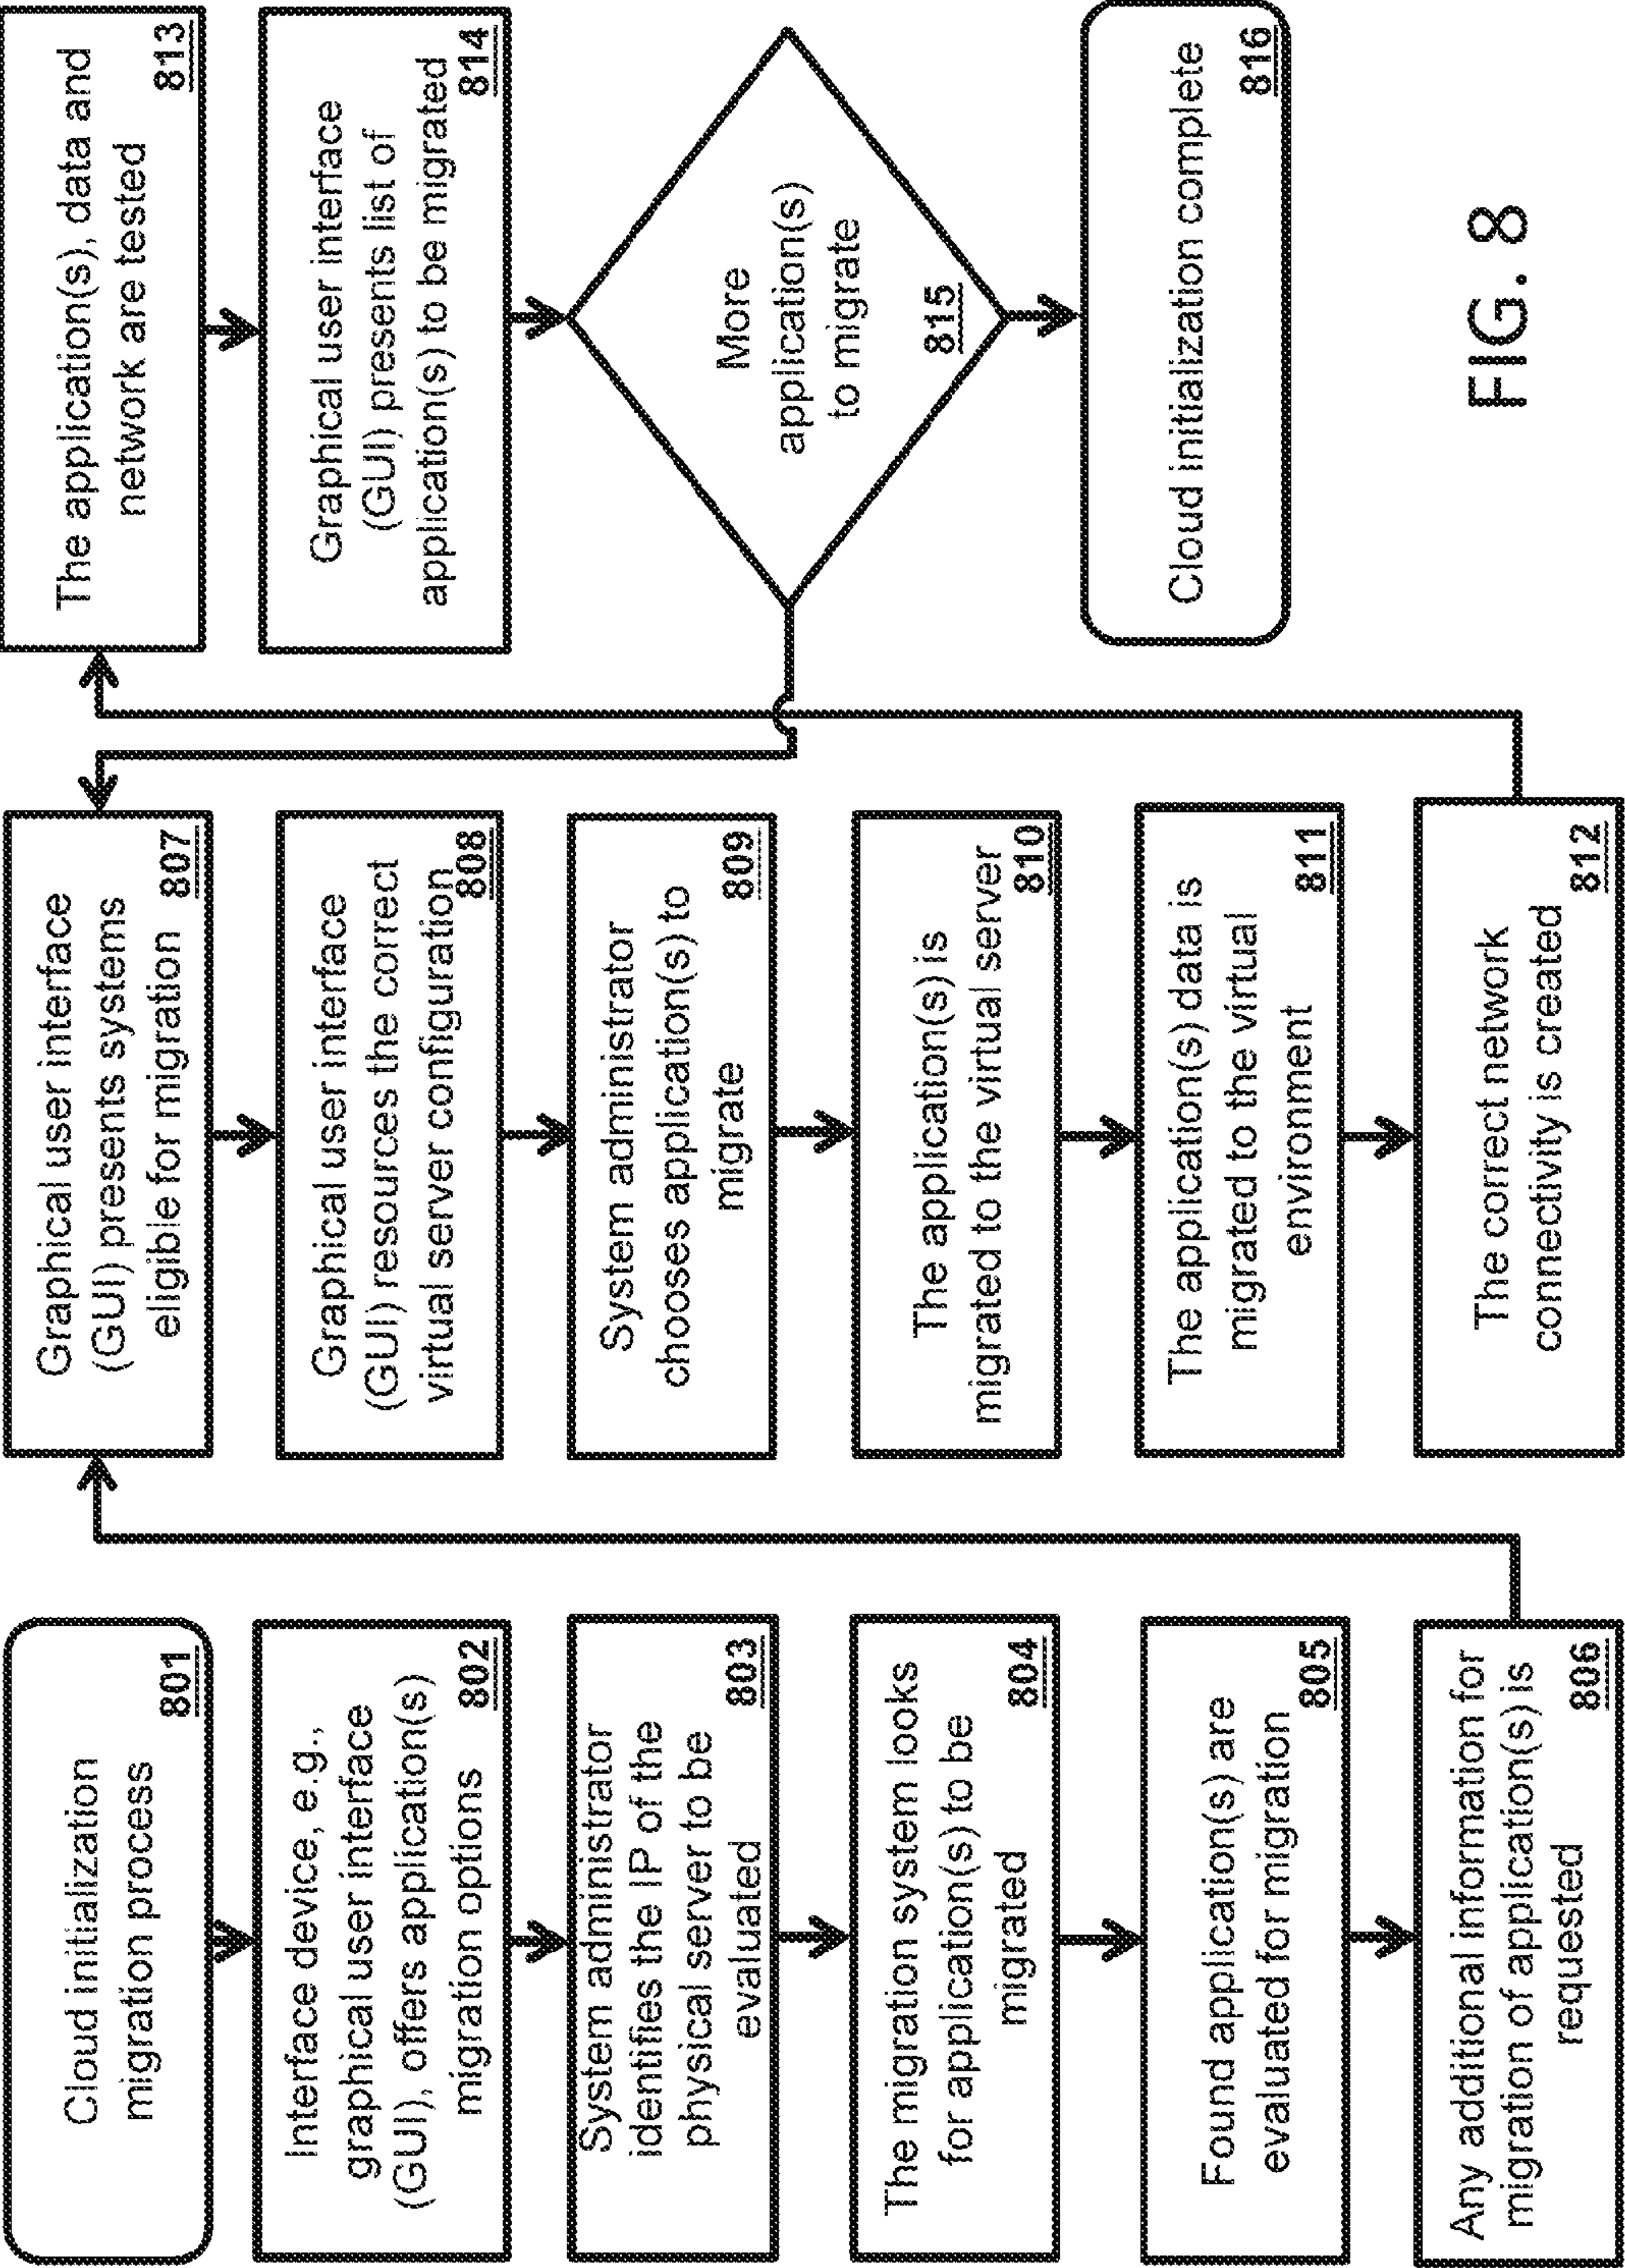 Cloud initialization
migration process
801
Interface device, e.g.,
graphical user interface
(GUI), offers application(s)
migration options
802
System administrator
identifies the IP of the
physical server to be
evaluated
803
The migration system looks
for application(s) to be
migrated
804
Found application(s) are
evaluated for migration
805
Any additional information for
migration of application(s) is
requested
806
Graphical user interface
(GUI) presents systems
eligible for migration
807
Graphical user interface
(GUI) resources the correct
virtual server configuration
808
System administrator
chooses application(s) to
migrate
809
The application(s) is
migrated to the virtual server
810
The application(s) data is
migrated to the virtual
environment
811
The correct network
connectivity is created
812
The application(s), data and
network are tested
813
Graphical user interface
(GUI) presents list of
application(s) to be migrated
814
More
application(s)
to migrate
815
Cloud initialization complete
816
FIG. 8